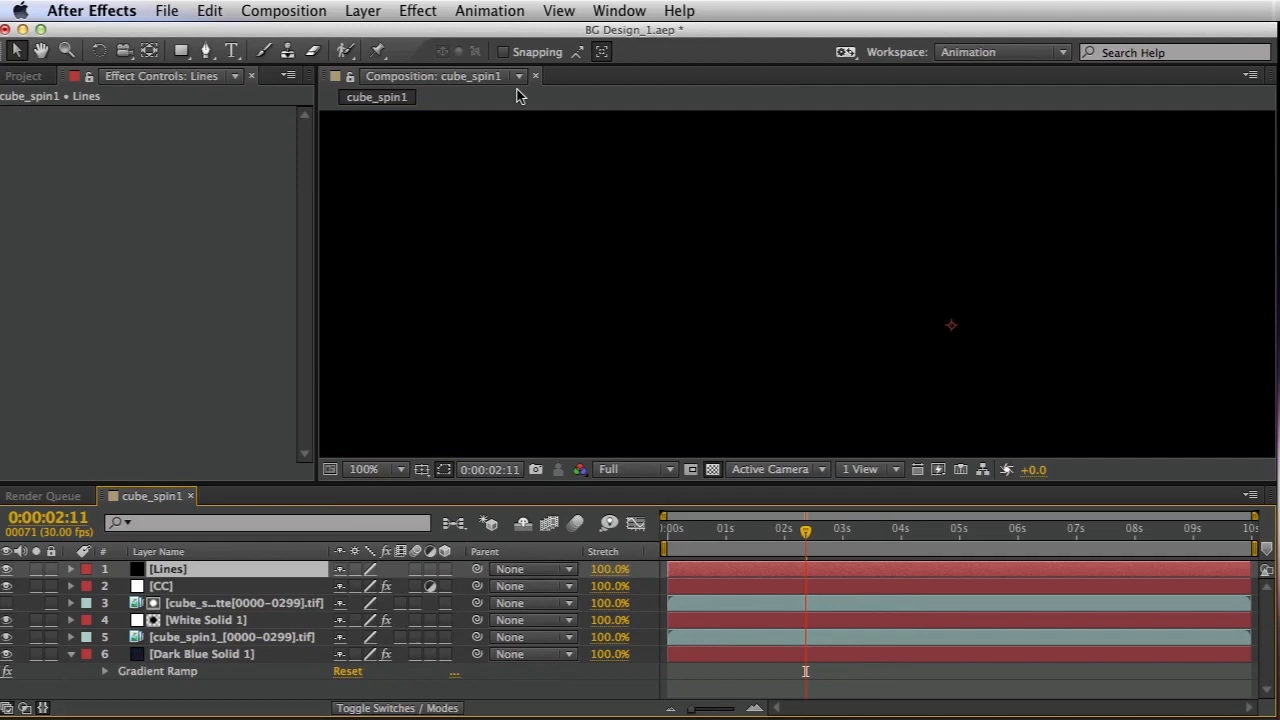 After Effects File Edit Composition Layer Effect Animation View Window Help
BG Design_1.aep *
Snapping Workspace: Animation Search Help
Project Effect Controls: Lines Composition: cube_spin1
cube_spin1 • Lines cube_spin1
100% 0:00:02:11 Full Active Camera 1 View +0.0
Render Queue cube_spin1
0:00:02:11
00071 (30.00 fps)
:00s 01s 02s 03s 04s 05s 06s 07s 08s 09s 10s
# Layer Name fx Parent Stretch
1 [Lines] None 100.0%
2 [CC] fx None 100.0%
3 [cube_s...tte[0000-0299].tif] None 100.0%
4 [White Solid 1] fx None 100.0%
5 [cube_spin1_[0000-0299].tif] None 100.0%
6 [Dark Blue Solid 1] fx None 100.0%
fx Gradient Ramp Reset ...
Toggle Switches / Modes